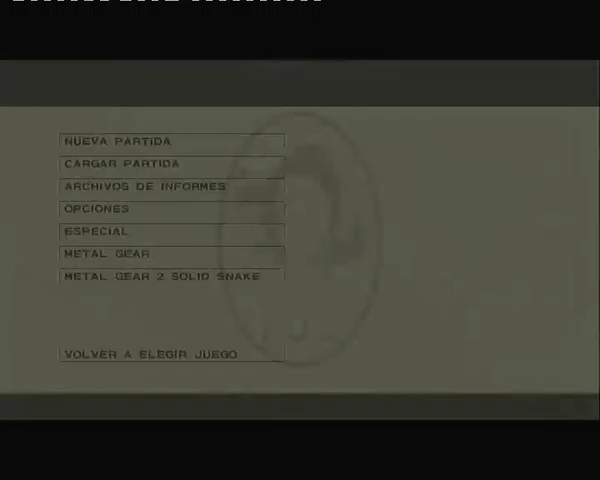 NUEVA PARTIDA
CARGAR PARTIDA
ARCHIVOS DE INFORMES
OPCIONES
ESPECIAL
METAL GEAR
METAL GEAR 2 SOLID SNAKE
VOLVER A ELEGIR JUEGO